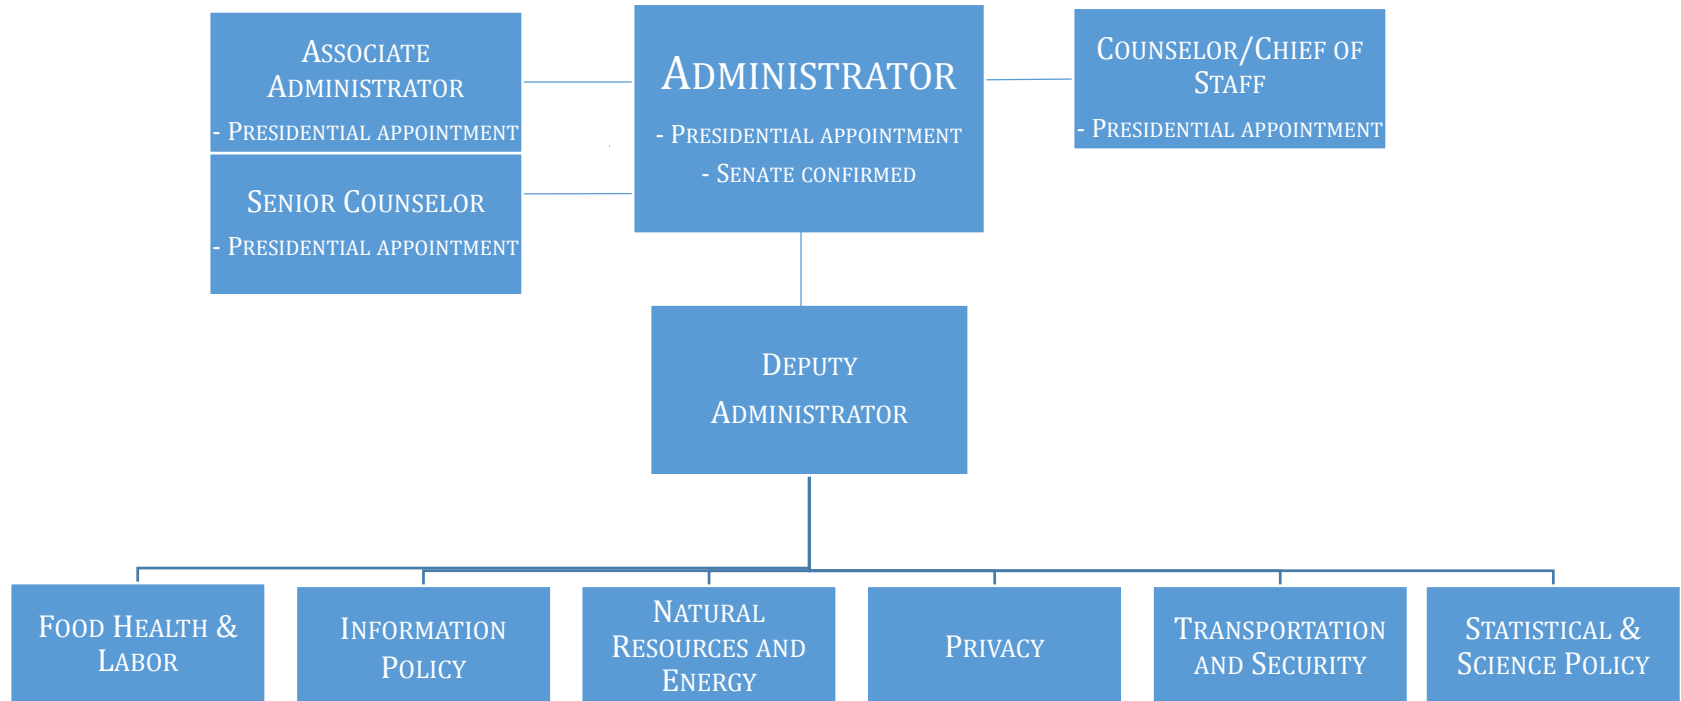 Associate
Administrator
- Presidential appointment
Senior Counselor
- Presidential appointment
Administrator
- Presidential appointment
- Senate confirmed
Counselor/Chief of
Staff
- Presidential appointment
Deputy
Administrator
Food Health &
Labor
Information
Policy
Natural
Resources and
Energy
Privacy
Transportation
and Security
Statistical &
Science Policy